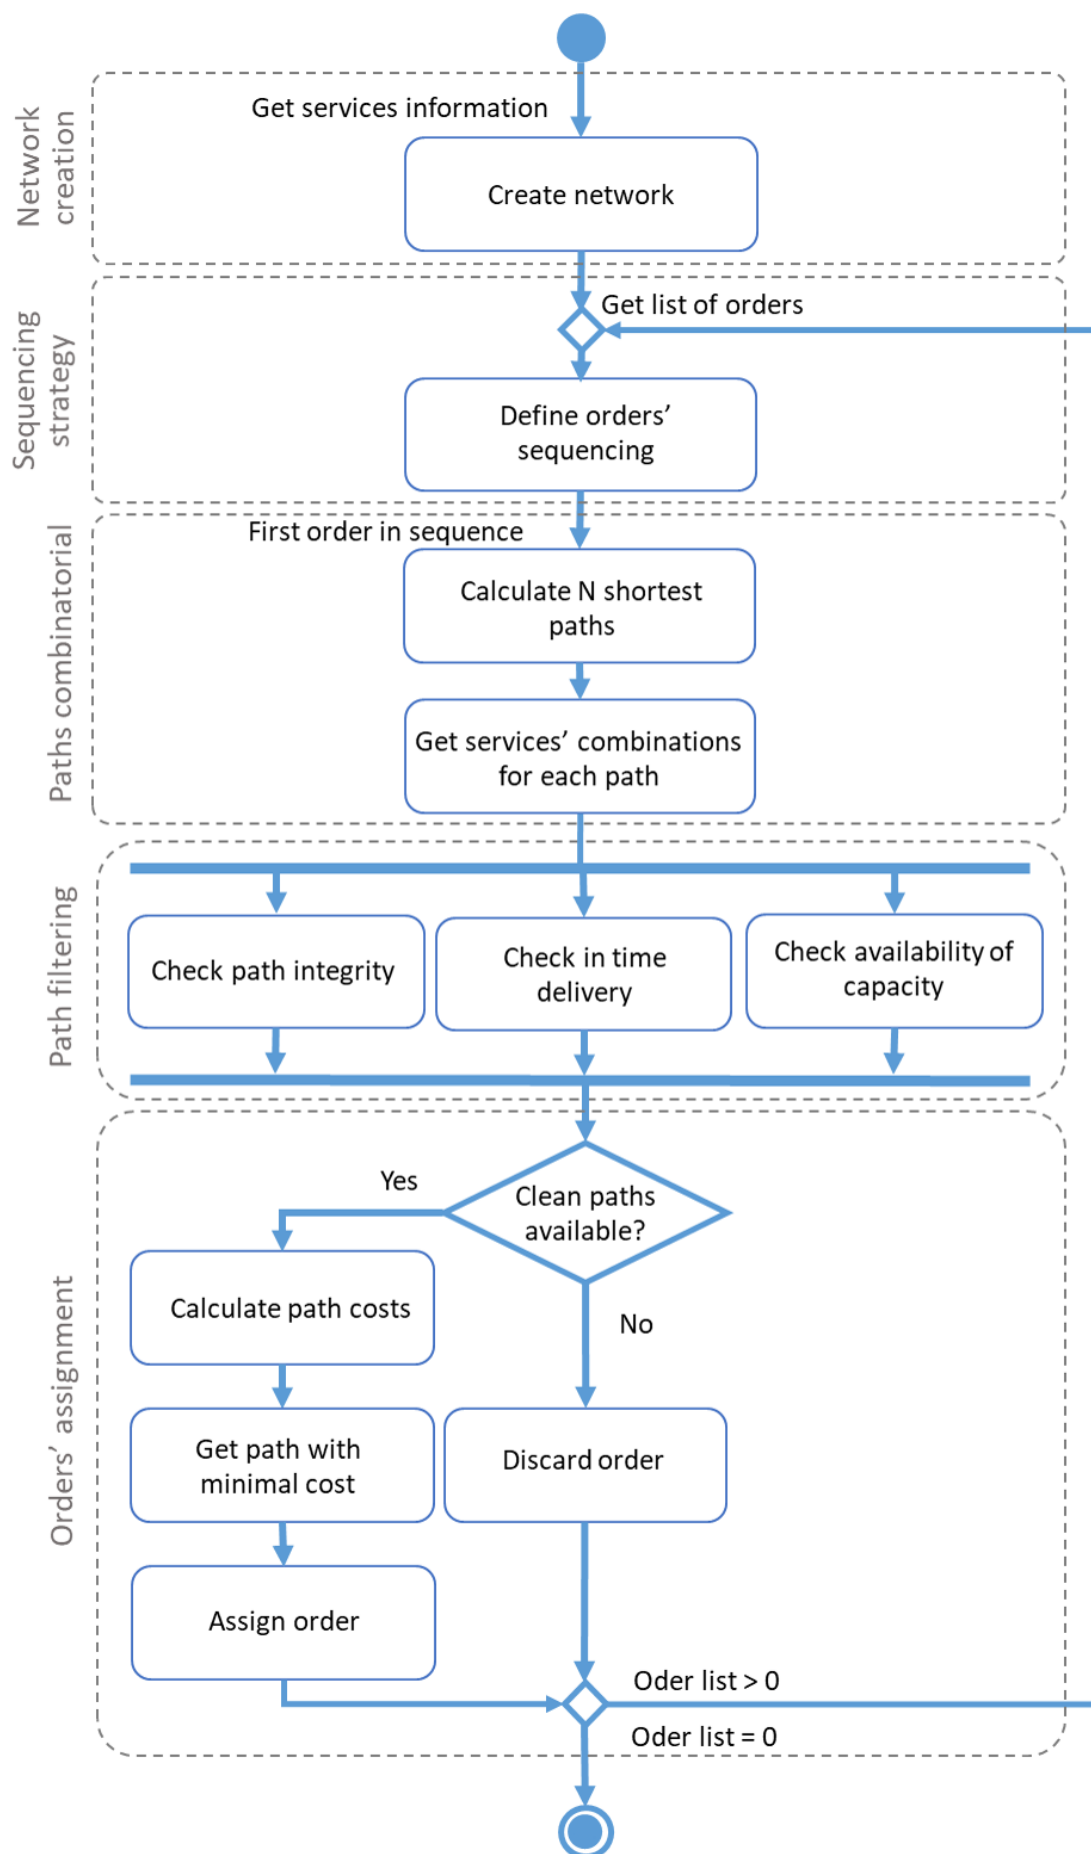 Network
creation
Get services information
Create network
Sequencing
strategy
Get list of orders
Define orders’
sequencing
Paths combinatorial
First order in sequence
Calculate N shortest
paths
Get services’ combinations
for each path
Path filtering
Check path integrity
Check in time
delivery
Check availability of
capacity
Orders’ assignment
Yes
Clean paths
available?
No
Calculate path costs
Get path with
minimal cost
Discard order
Assign order
Oder list > 0
Oder list = 0